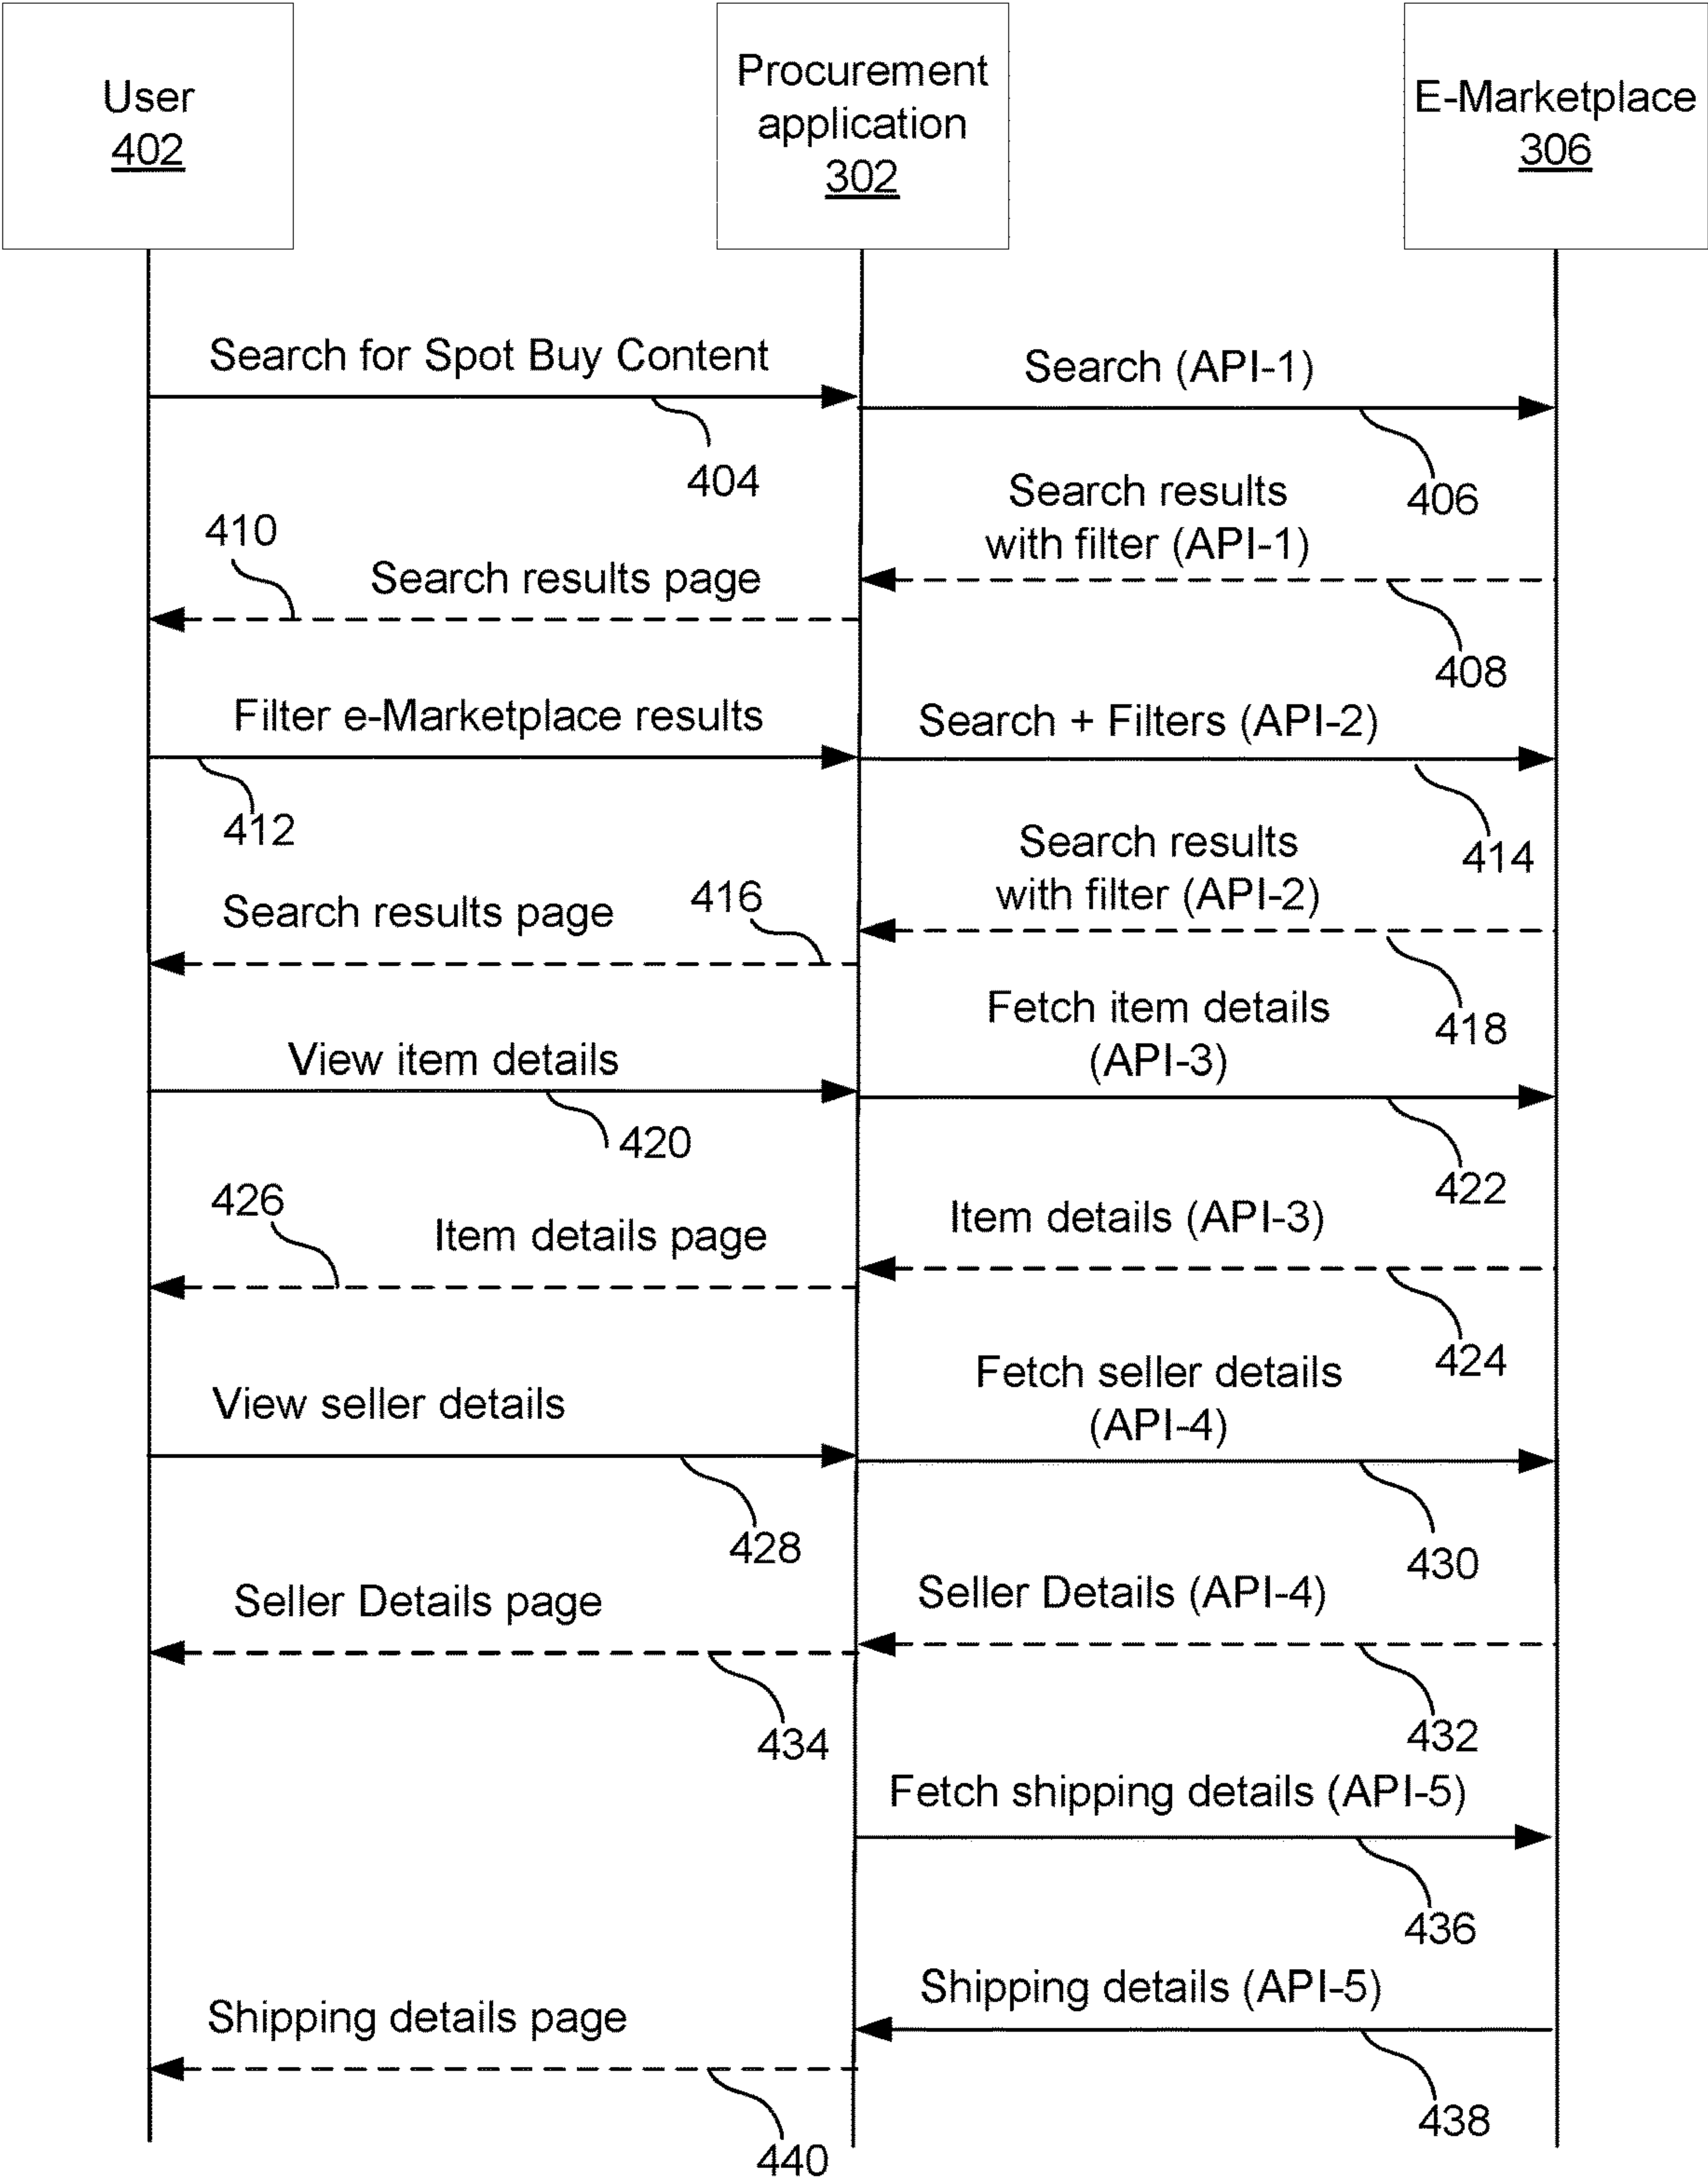 User
402
Procurement
application
302
E-Marketplace
306
Search for Spot Buy Content
404
Search (API-1)
406
Search results
with filter (API-1)
408
410
Search results page
Filter e-Marketplace results
412
Search + Filters (API-2)
414
Search results
with filter (API-2)
418
416
Search results page
View item details
420
Fetch item details
(API-3)
422
Item details (API-3)
424
426
Item details page
View seller details
428
Fetch seller details
(API-4)
430
Seller Details (API-4)
432
Seller Details page
434
Fetch shipping details (API-5)
436
Shipping details (API-5)
438
Shipping details page
440